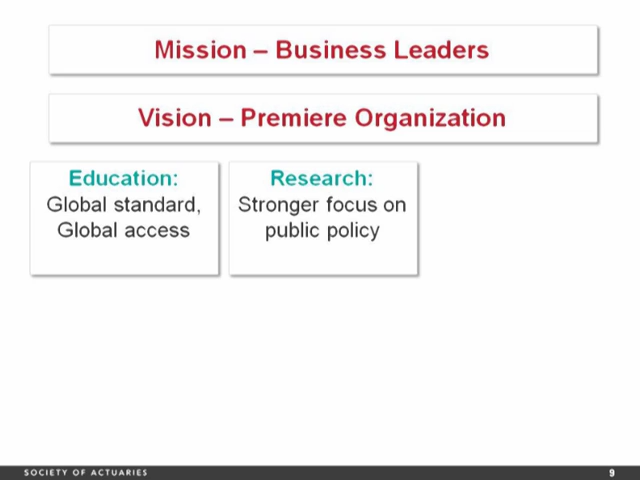 Mission – Business Leaders
Vision – Premiere Organization
Education:
Global standard,
Global access
Research:
Stronger focus on
public policy
SOCIETY OF ACTUARIES
9